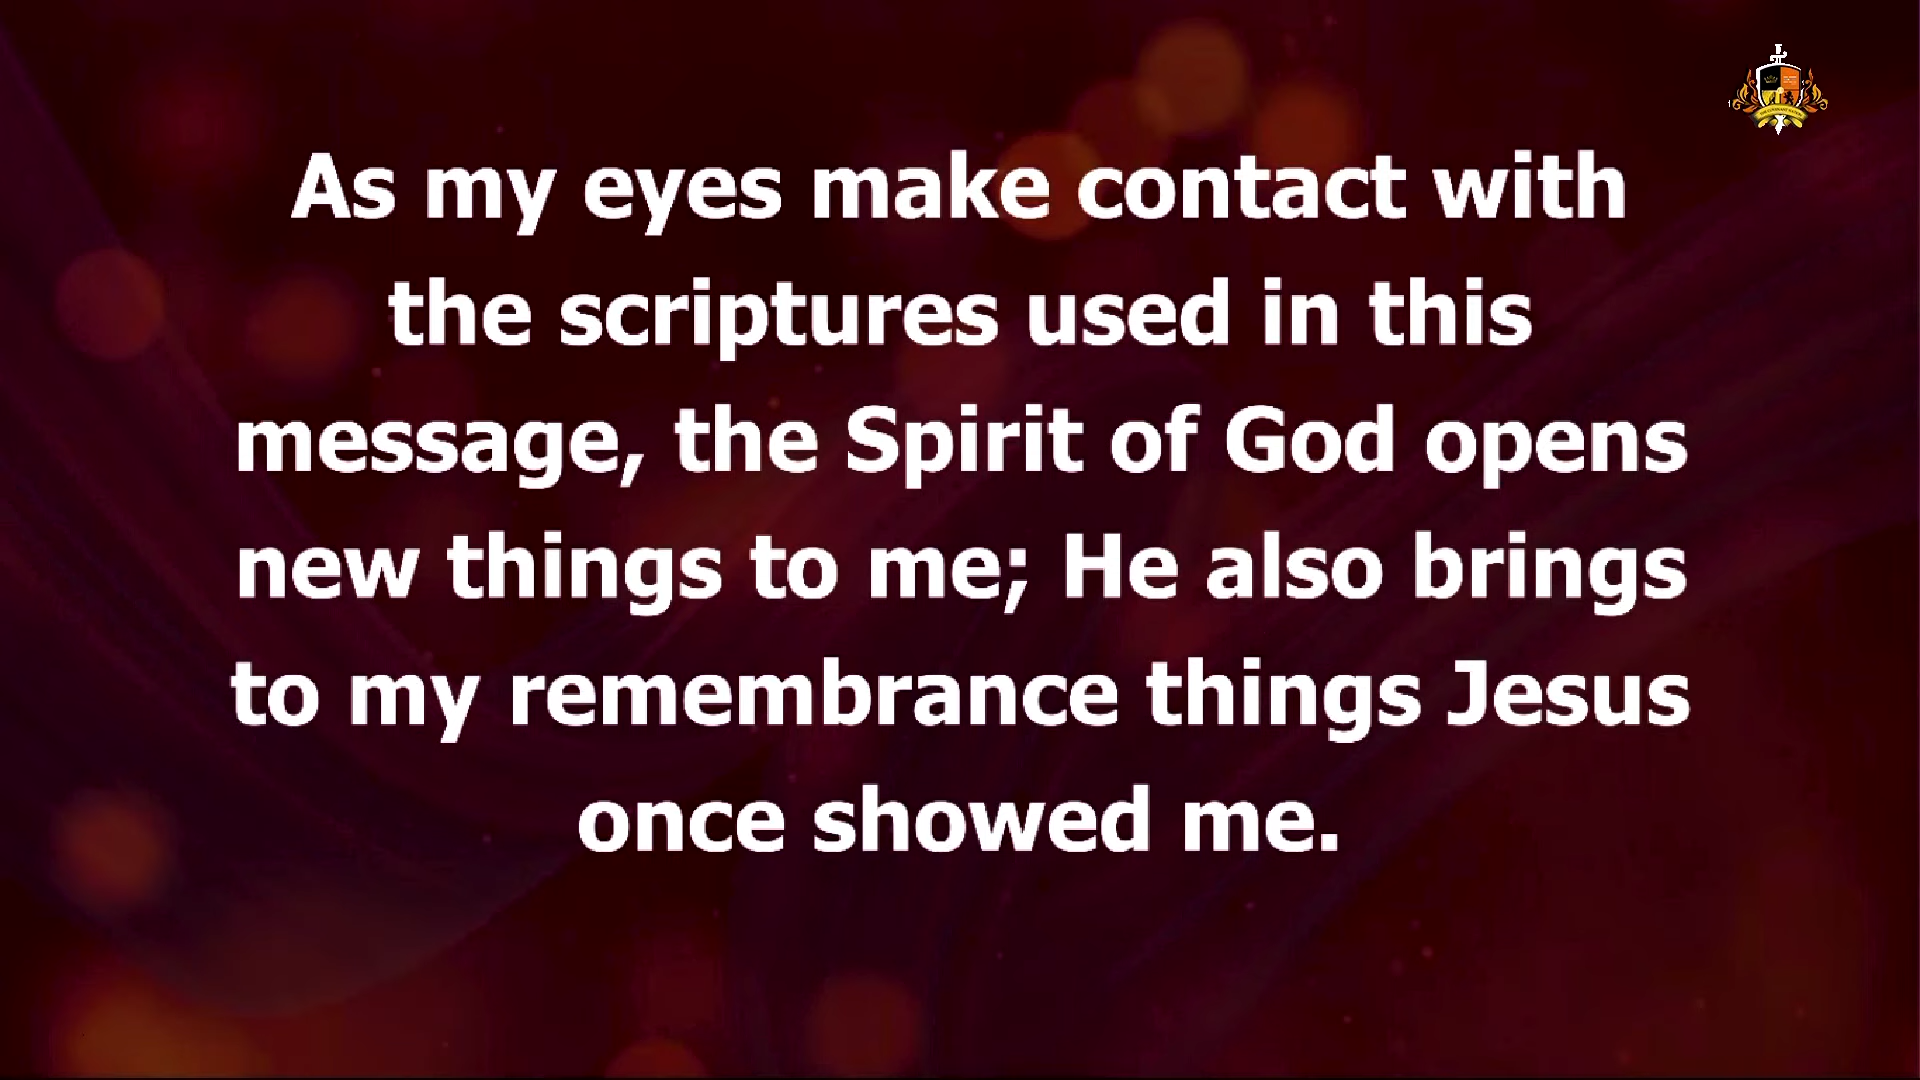 As my eyes make contact with
the scriptures used in this
message, the Spirit of God opens
new things to me; He also brings
to my remembrance things Jesus
once showed me.